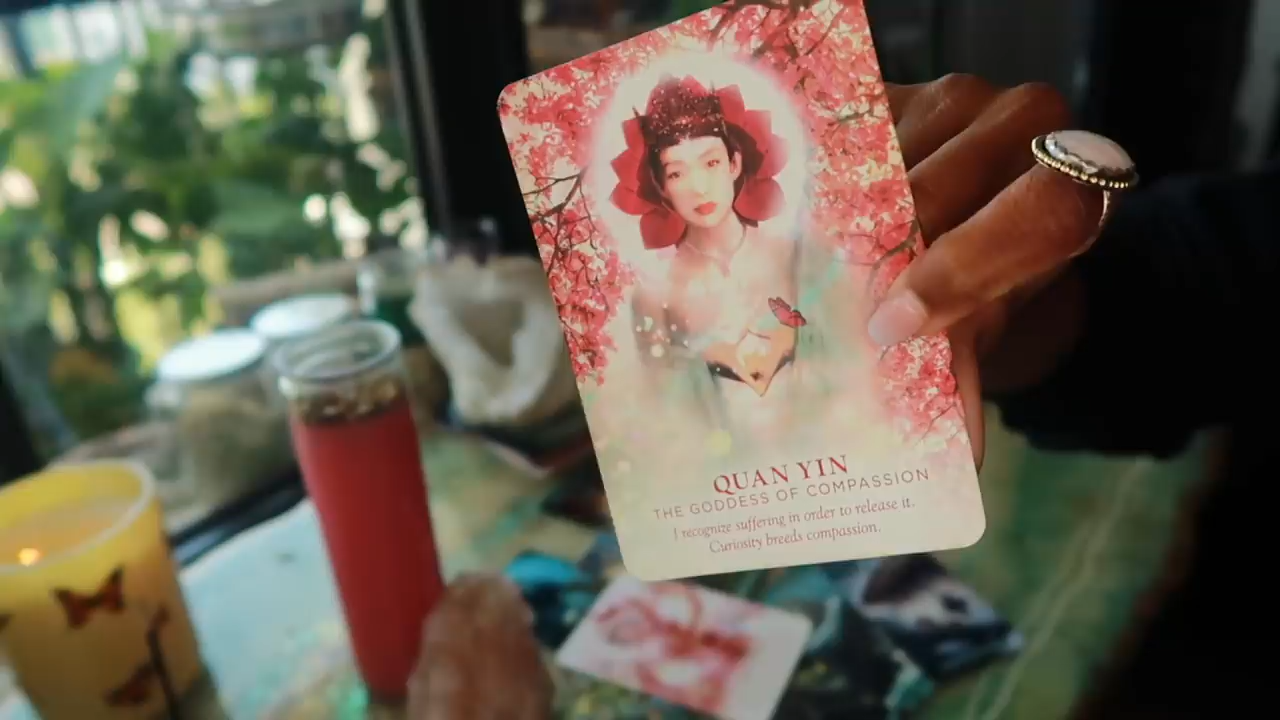 QUAN YIN
THE GODDESS OF COMPASSION
I recognize suffering in order to release it.
Curiosity breeds compassion.